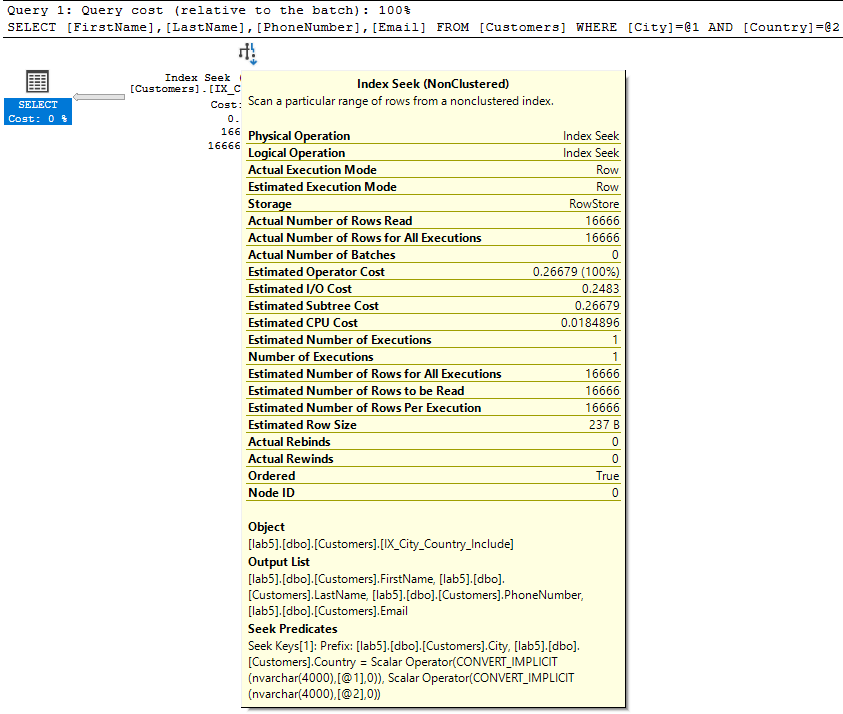 Query 1: Query cost (relative to the batch): 100%
SELECT [FirstName],[LastName],[PhoneNumber],[Email] FROM [Customers] WHERE [City]=@1 AND [Country]=@2
SELECT
Cost: 0 %
Index Seek (
[Customers].[IX_C
Cost:
0.
166
16666
Index Seek (NonClustered)
Scan a particular range of rows from a nonclustered index.
Physical Operation Index Seek
Logical Operation Index Seek
Actual Execution Mode Row
Estimated Execution Mode Row
Storage RowStore
Actual Number of Rows Read 16666
Actual Number of Rows for All Executions 16666
Actual Number of Batches 0
Estimated Operator Cost 0.26679 (100%)
Estimated I/O Cost 0.2483
Estimated Subtree Cost 0.26679
Estimated CPU Cost 0.0184896
Estimated Number of Executions 1
Number of Executions 1
Estimated Number of Rows for All Executions 16666
Estimated Number of Rows to be Read 16666
Estimated Number of Rows Per Execution 16666
Estimated Row Size 237 B
Actual Rebinds 0
Actual Rewinds 0
Ordered True
Node ID 0
Object
[lab5].[dbo].[Customers].[IX_City_Country_Include]
Output List
[lab5].[dbo].[Customers].FirstName, [lab5].[dbo].
[Customers].LastName, [lab5].[dbo].[Customers].PhoneNumber,
[lab5].[dbo].[Customers].Email
Seek Predicates
Seek Keys[1]: Prefix: [lab5].[dbo].[Customers].City, [lab5].[dbo].
[Customers].Country = Scalar Operator(CONVERT_IMPLICIT
(nvarchar(4000),[@1],0)), Scalar Operator(CONVERT_IMPLICIT
(nvarchar(4000),[@2],0))